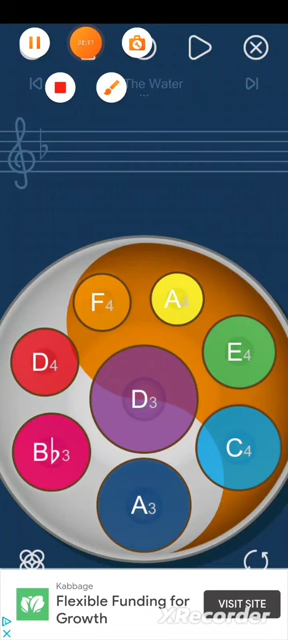 The Water
...
F4
A4
D4
E4
D3
B♭3
C4
A3
Kabbage
Flexible Funding for
Growth
VISIT SITE
XRecorder